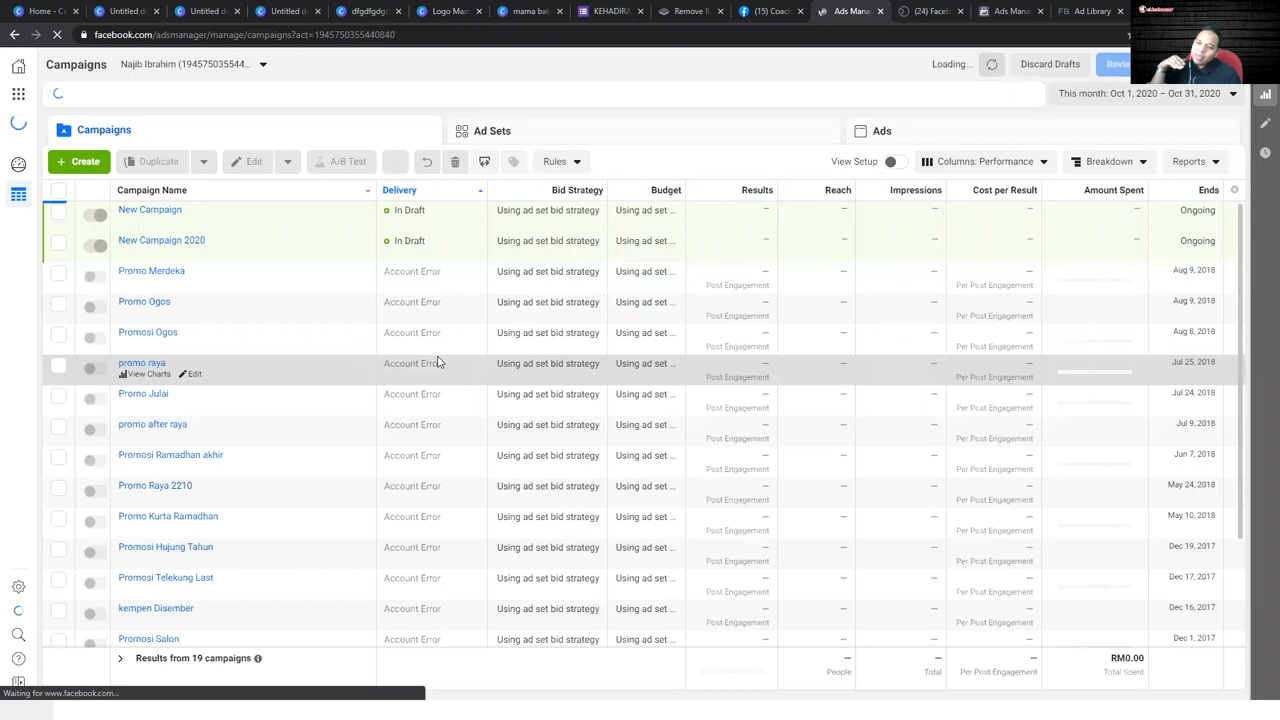 Home - Ca
Untitled de
Untitled de
Untitled de
dfgdfgdgc
Logo Mam
mama bak
KEHADIRA
Remove B
(15) Coach
Ads Mana
(24) Faceb
Ads Mana
Ad Library
facebook.com/adsmanager/manage/campaigns?act=1945750355440840
Campaigns
Najib Ibrahim (194575035544...
Loading...
Discard Drafts
This month: Oct 1, 2020 – Oct 31, 2020
Campaigns
Ad Sets
Ads
+ Create
Duplicate
Edit
A/B Test
Rules
View Setup
Columns: Performance
Breakdown
Reports
Campaign Name Delivery Bid Strategy Budget Results Reach Impressions Cost per Result Amount Spent Ends
New Campaign In Draft Using ad set bid strategy Using ad set ... – – – – – Ongoing
New Campaign 2020 In Draft Using ad set bid strategy Using ad set ... – – – – – Ongoing
Promo Merdeka Account Error Using ad set bid strategy Using ad set ... – – – – Aug 9, 2018
Post Engagement Per Post Engagement
Promo Ogos Account Error Using ad set bid strategy Using ad set ... – – – – Aug 9, 2018
Post Engagement Per Post Engagement
Promosi Ogos Account Error Using ad set bid strategy Using ad set ... – – – – Aug 8, 2018
Post Engagement Per Post Engagement
promo raya Account Error Using ad set bid strategy Using ad set ... – – – – Jul 25, 2018
View Charts Edit Post Engagement Per Post Engagement
Promo Julai Account Error Using ad set bid strategy Using ad set ... – – – – Jul 24, 2018
Post Engagement Per Post Engagement
promo after raya Account Error Using ad set bid strategy Using ad set ... – – – – Jul 9, 2018
Post Engagement Per Post Engagement
Promosi Ramadhan akhir Account Error Using ad set bid strategy Using ad set ... – – – – Jun 7, 2018
Post Engagement Per Post Engagement
Promo Raya 2210 Account Error Using ad set bid strategy Using ad set ... – – – – May 24, 2018
Post Engagement Per Post Engagement
Promo Kurta Ramadhan Account Error Using ad set bid strategy Using ad set ... – – – – May 10, 2018
Post Engagement Per Post Engagement
Promosi Hujung Tahun Account Error Using ad set bid strategy Using ad set ... – – – – Dec 19, 2017
Post Engagement Per Post Engagement
Promosi Telekung Last Account Error Using ad set bid strategy Using ad set ... – – – – Dec 17, 2017
Post Engagement Per Post Engagement
kempen Disember Account Error Using ad set bid strategy Using ad set ... – – – – Dec 16, 2017
Post Engagement Per Post Engagement
Promosi Salon Account Error Using ad set bid strategy Using ad set ... – – – – Dec 1, 2017
Results from 19 campaigns – – – RM0.00
People Total Per Post Engagement Total Spent
Waiting for www.facebook.com...